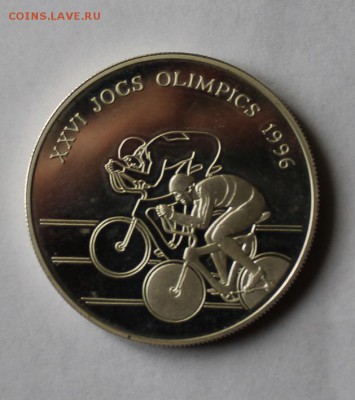 COINS.LAVE.RU
XXVI JOCS OLIMPICS 1996